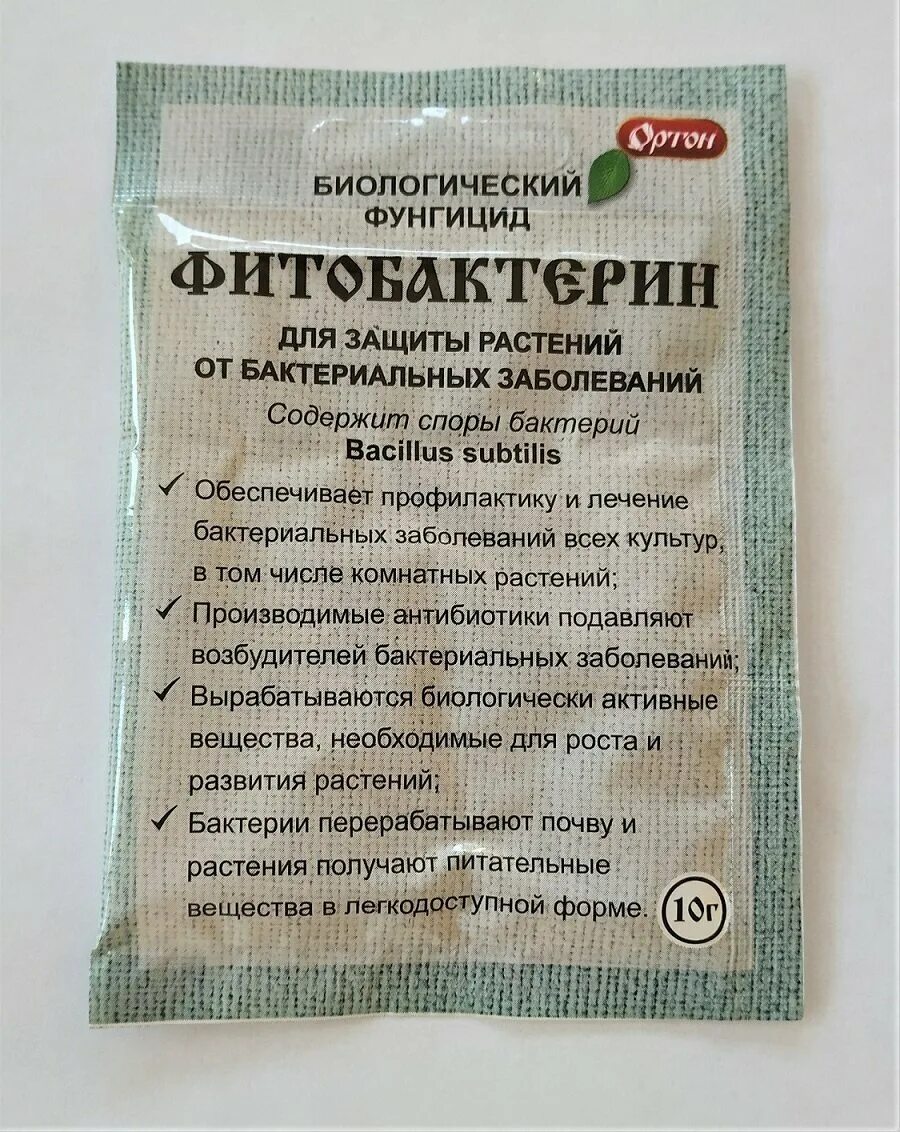 Ортон
БИОЛОГИЧЕСКИЙ
ФУНГИЦИД
ФИТОБАКТЕРИН
ДЛЯ ЗАЩИТЫ РАСТЕНИЙ
ОТ БАКТЕРИАЛЬНЫХ ЗАБОЛЕВАНИЙ
Содержит споры бактерий
Bacillus subtilis
✓ Обеспечивает профилактику и лечение
бактериальных заболеваний всех культур,
в том числе комнатных растений;
✓ Производимые антибиотики подавляют
возбудителей бактериальных заболеваний;
✓ Вырабатываются биологически активные
вещества, необходимые для роста и
развития растений;
✓ Бактерии перерабатывают почву и
растения получают питательные
вещества в легкодоступной форме.
10г